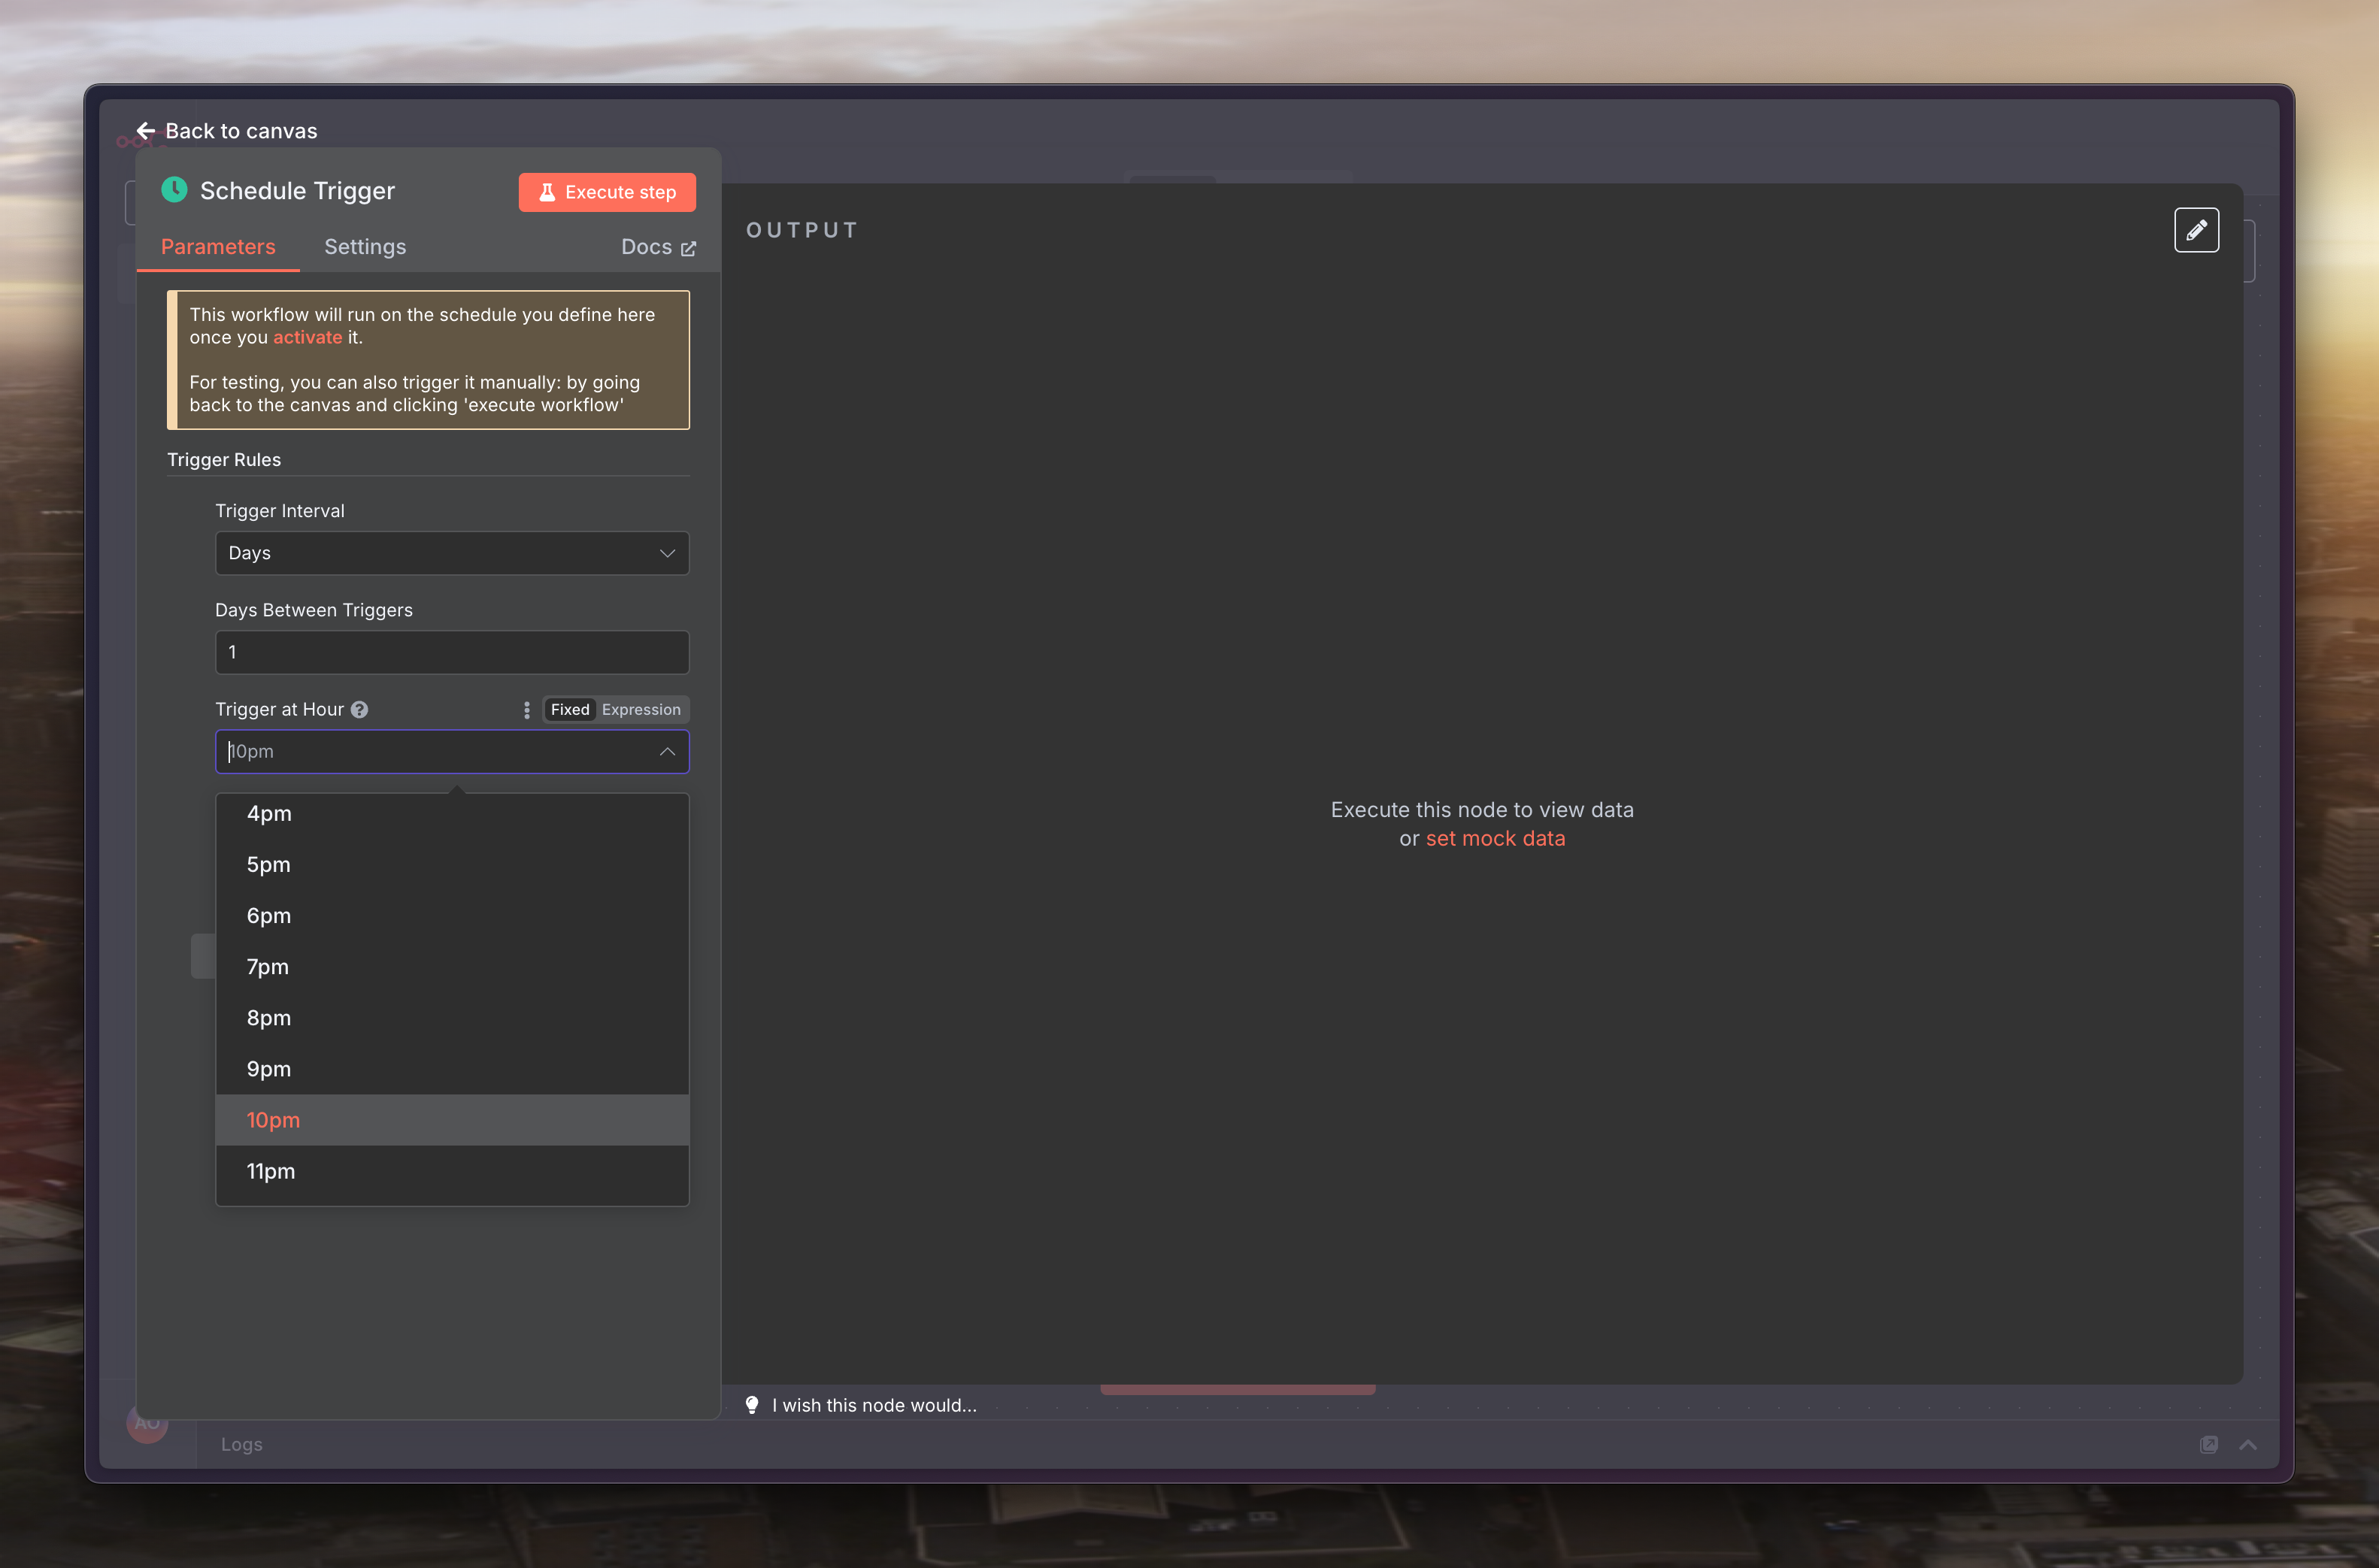 Back to canvas
Schedule Trigger
Execute step
Parameters
Settings
Docs
This workflow will run on the schedule you define here
once you activate it.
For testing, you can also trigger it manually: by going
back to the canvas and clicking 'execute workflow'
Trigger Rules
Trigger Interval
Days
Days Between Triggers
1
Trigger at Hour
Fixed
Expression
10pm
4pm
5pm
6pm
7pm
8pm
9pm
10pm
11pm
OUTPUT
Execute this node to view data
or set mock data
I wish this node would...
AO
Logs